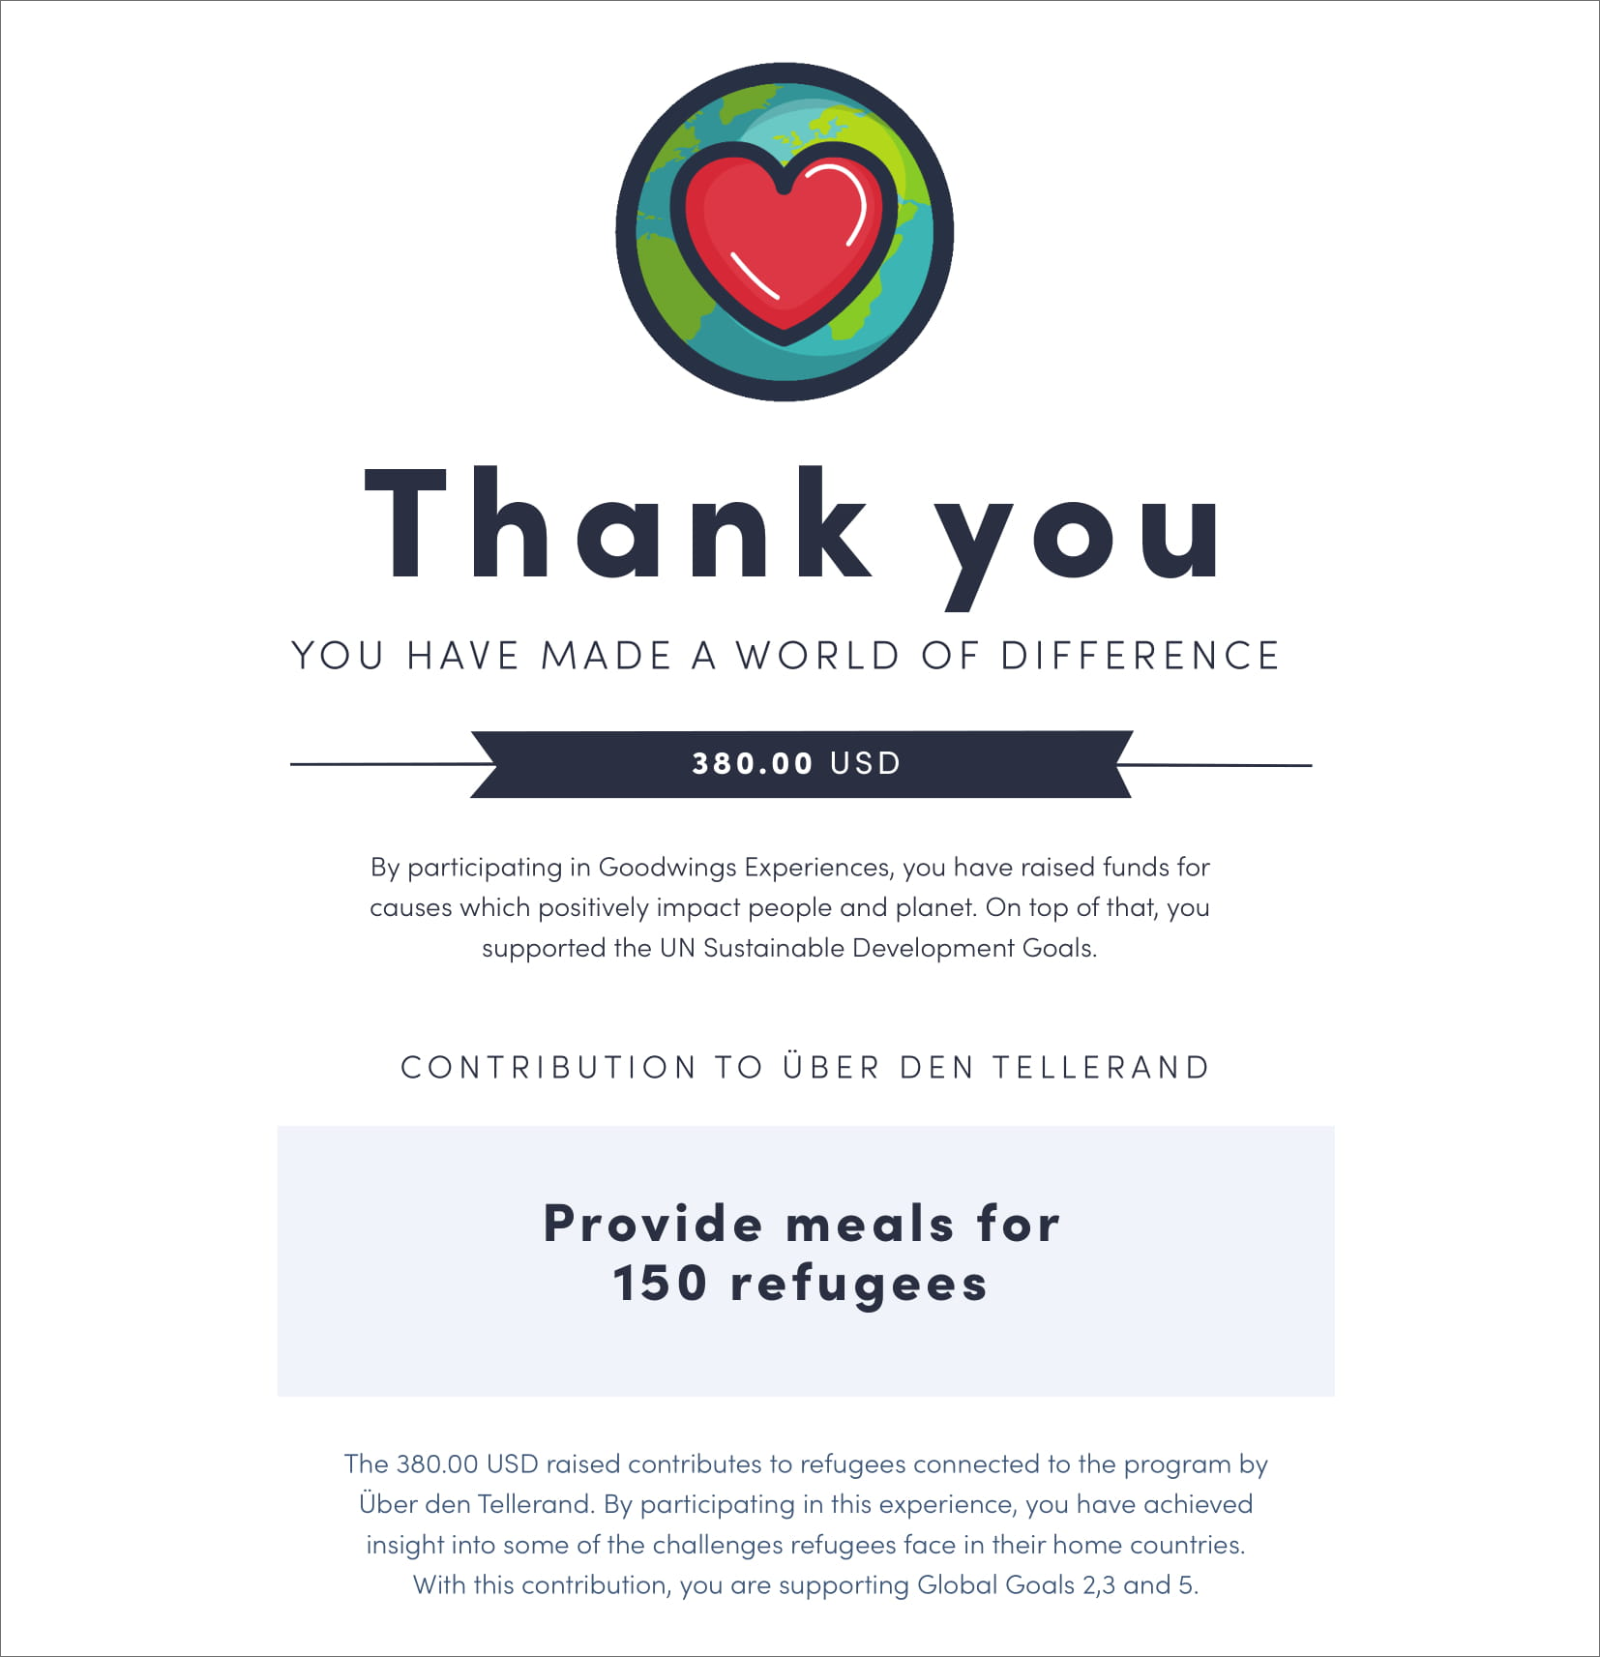 Thank you
YOU HAVE MADE A WORLD OF DIFFERENCE
380.00 USD
By participating in Goodwings Experiences, you have raised funds for
causes which positively impact people and planet. On top of that, you
supported the UN Sustainable Development Goals.
CONTRIBUTION TO ÜBER DEN TELLERAND
Provide meals for
150 refugees
The 380.00 USD raised contributes to refugees connected to the program by
Über den Tellerand. By participating in this experience, you have achieved
insight into some of the challenges refugees face in their home countries.
With this contribution, you are supporting Global Goals 2,3 and 5.